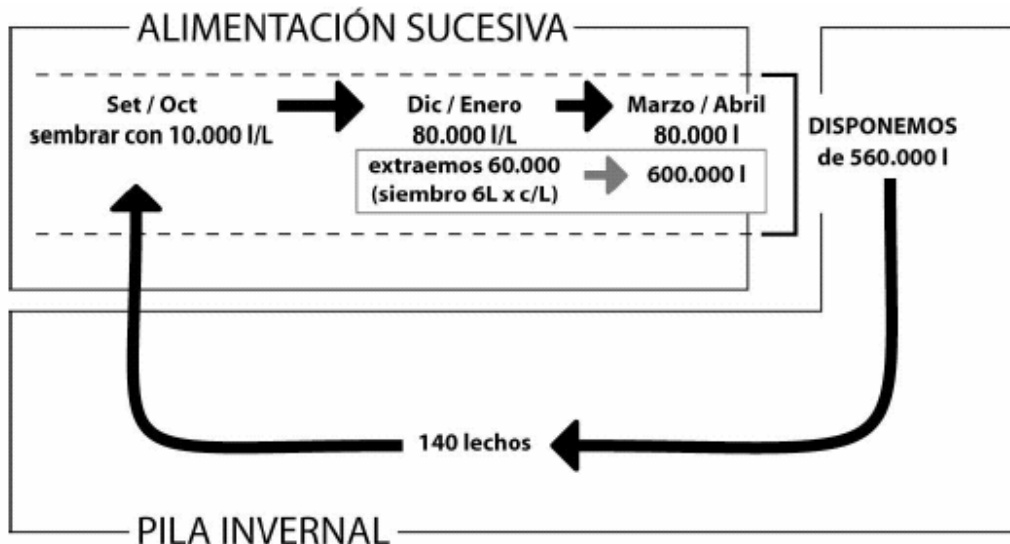 ALIMENTACIÓN SUCESIVA
Set / Oct
sembrar con 10.000 l/L
Dic / Enero
80.000 l/L
extraemos 60.000
(siembro 6L x c/L)
Marzo / Abril
80.000 l
600.000 l
DISPONEMOS
de 560.000 l
140 lechos
PILA INVERNAL